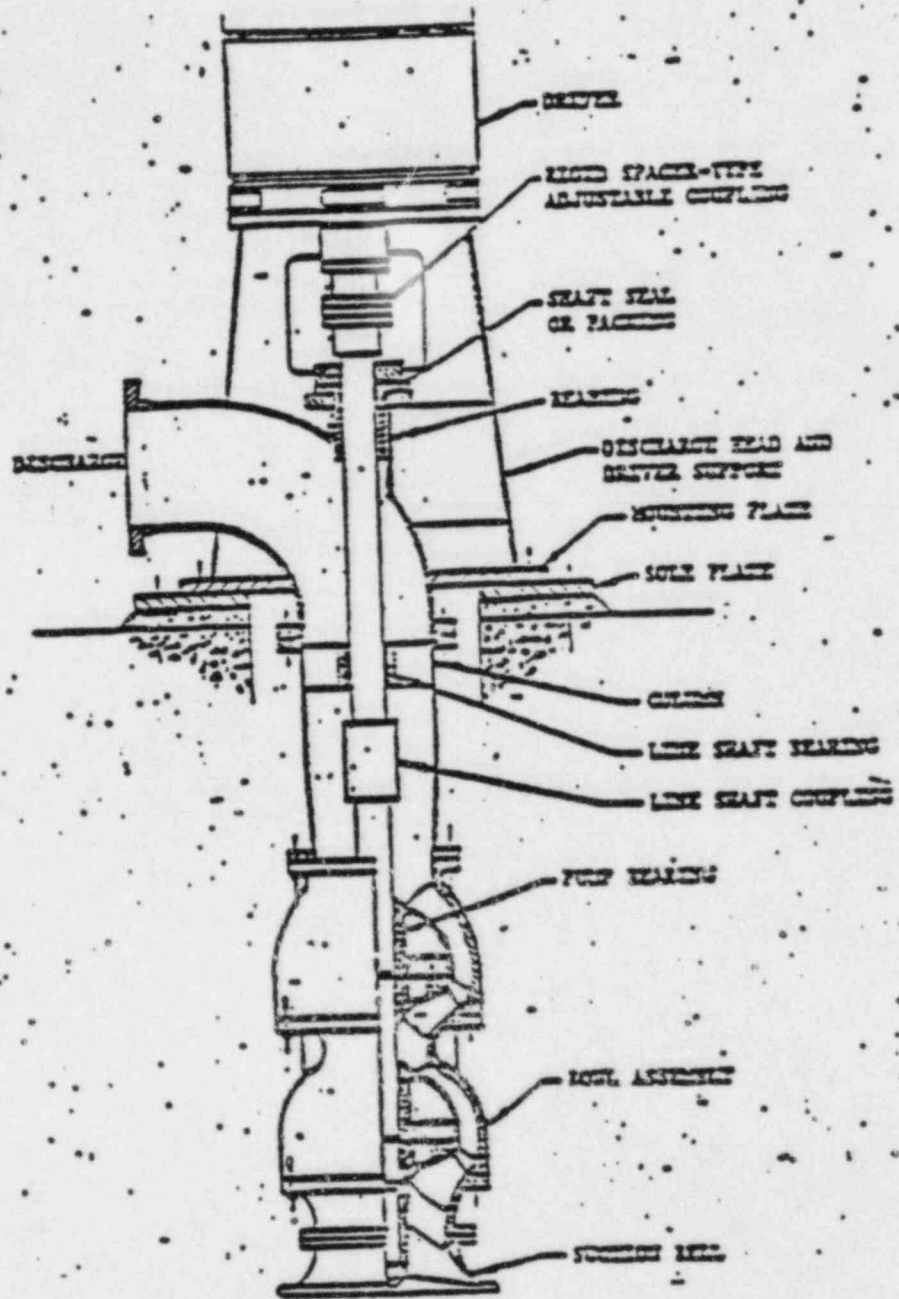 DRIVER
RIGID SPACER-TYPE
ADJUSTABLE COUPLING
SHAFT SEAL
OR PACKING
BEARING
DISCHARGE
DISCHARGE HEAD AND
DRIVER SUPPORT
MOUNTING PLATE
SOLE PLATE
COLUMN
LINE SHAFT BEARING
LINE SHAFT COUPLING
PUMP BEARING
BOWL ASSEMBLY
SUCTION BELL